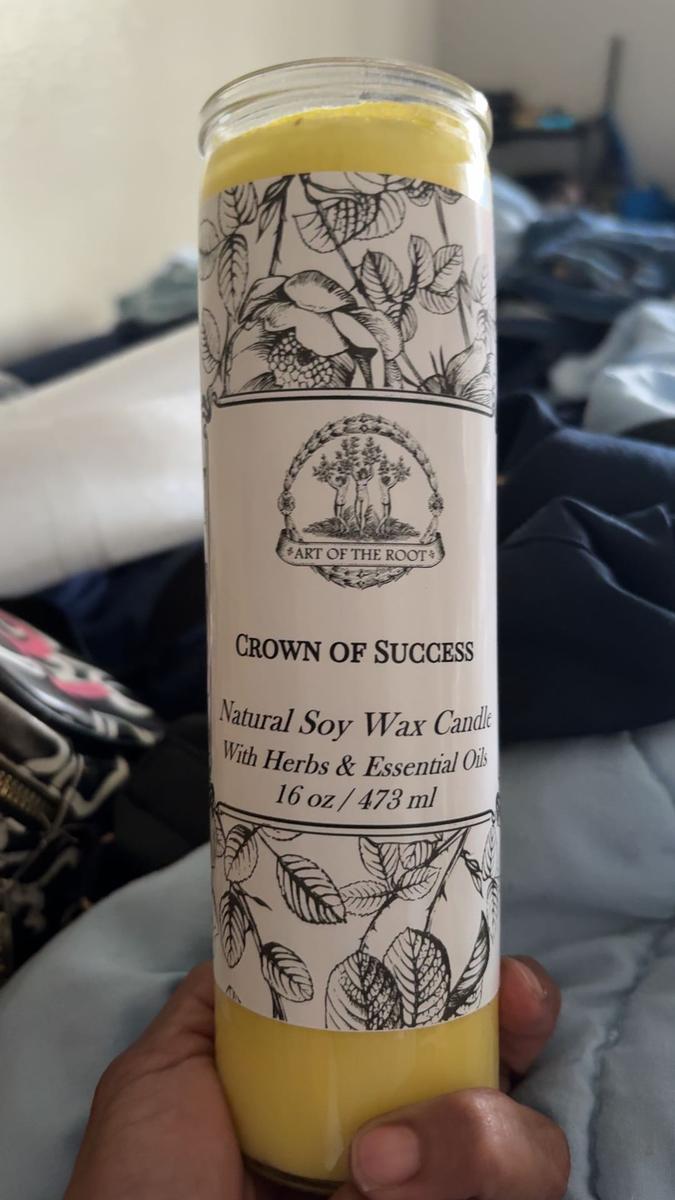 ART OF THE ROOT
CROWN OF SUCCESS
Natural Soy Wax Candle
With Herbs & Essential Oils
16 oz / 473 ml